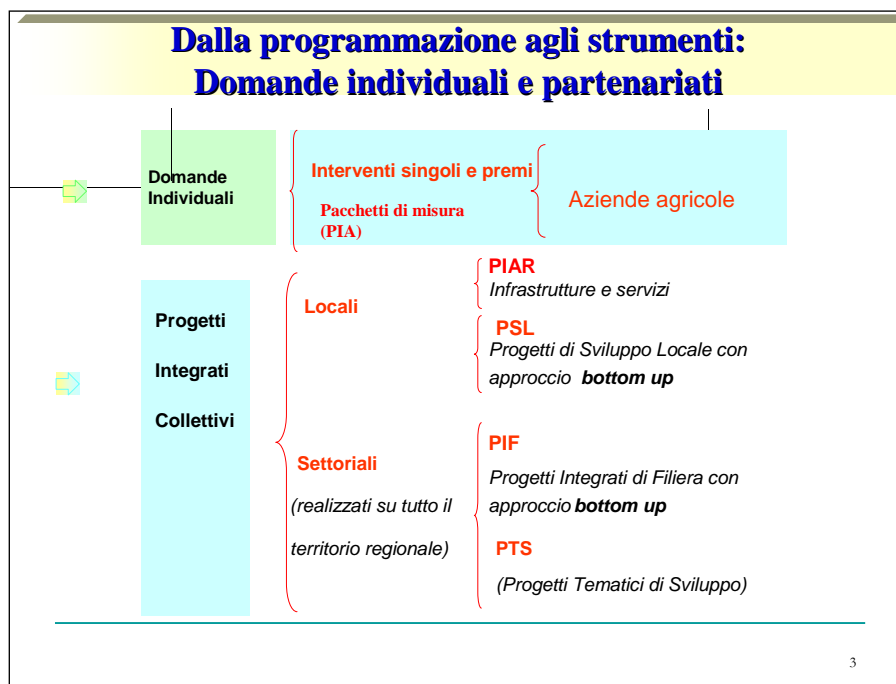 Dalla programmazione agli strumenti:
Domande individuali e partenariati
Domande
Individuali
Interventi singoli e premi
Pacchetti di misura
(PIA)
Aziende agricole
Progetti
Integrati
Collettivi
Locali
PIAR
Infrastrutture e servizi
PSL
Progetti di Sviluppo Locale con
approccio bottom up
Settoriali
(realizzati su tutto il
territorio regionale)
PIF
Progetti Integrati di Filiera con
approccio bottom up
PTS
(Progetti Tematici di Sviluppo)
3